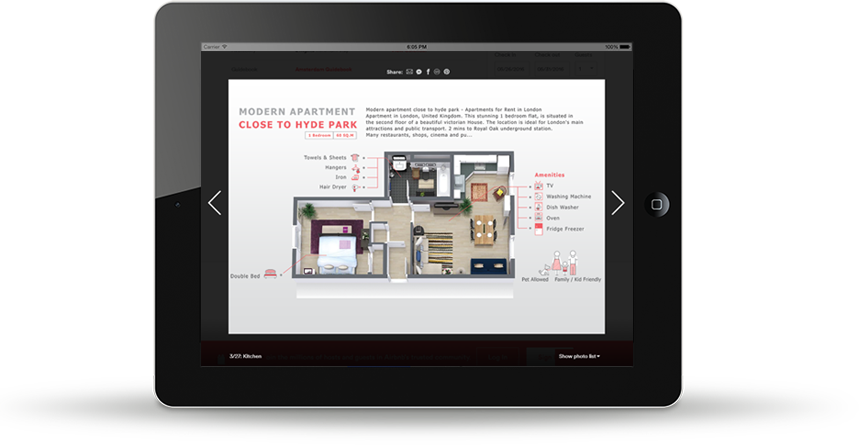 Carrier
6:55 PM
100%
Share:
MODERN APARTMENT
CLOSE TO HYDE PARK
1 Bedroom
60 SQ.M
Modern apartment close to hyde park - Apartments for Rent in London
Apartment in London, United Kingdom. This stunning 1 bedroom flat, is situated in
the second floor of a beautiful victorian House. The location is ideal for London's main
attractions and public transport. 2 mins to Royal Oak underground station.
Many restaurants, shops, cinema and pu...
Towels & Sheets
Hangers
Iron
Hair Dryer
Amenities
TV
Washing Machine
Dish Washer
Oven
Fridge Freezer
Double Bed
Pet Allowed
Family / Kid Friendly
3/27: Kitchen
Show photo list